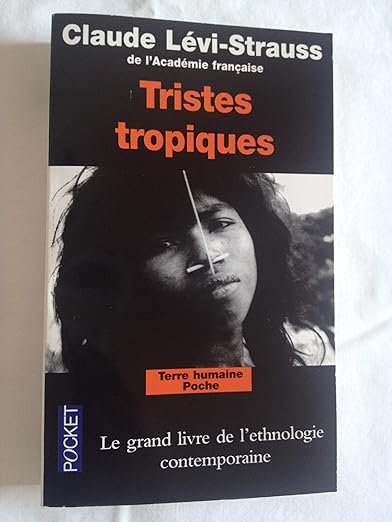 Claude Lévi-Strauss
de l'Académie française
Tristes
tropiques
Terre humaine
Poche
POCKET
Le grand livre de l'ethnologie
contemporaine